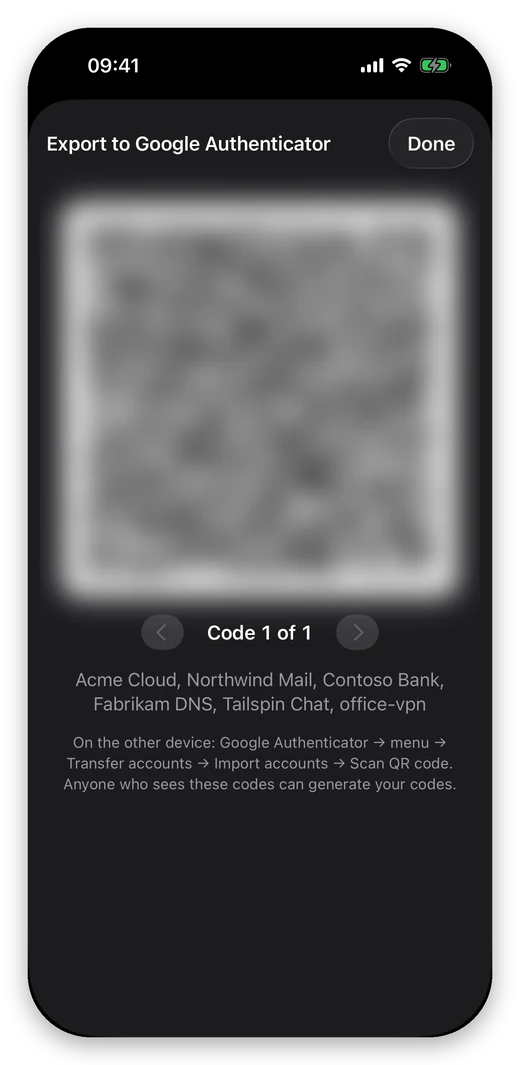 09:41
Export to Google Authenticator
Done
Code 1 of 1
Acme Cloud, Northwind Mail, Contoso Bank,
Fabrikam DNS, Tailspin Chat, office-vpn
On the other device: Google Authenticator → menu →
Transfer accounts → Import accounts → Scan QR code.
Anyone who sees these codes can generate your codes.